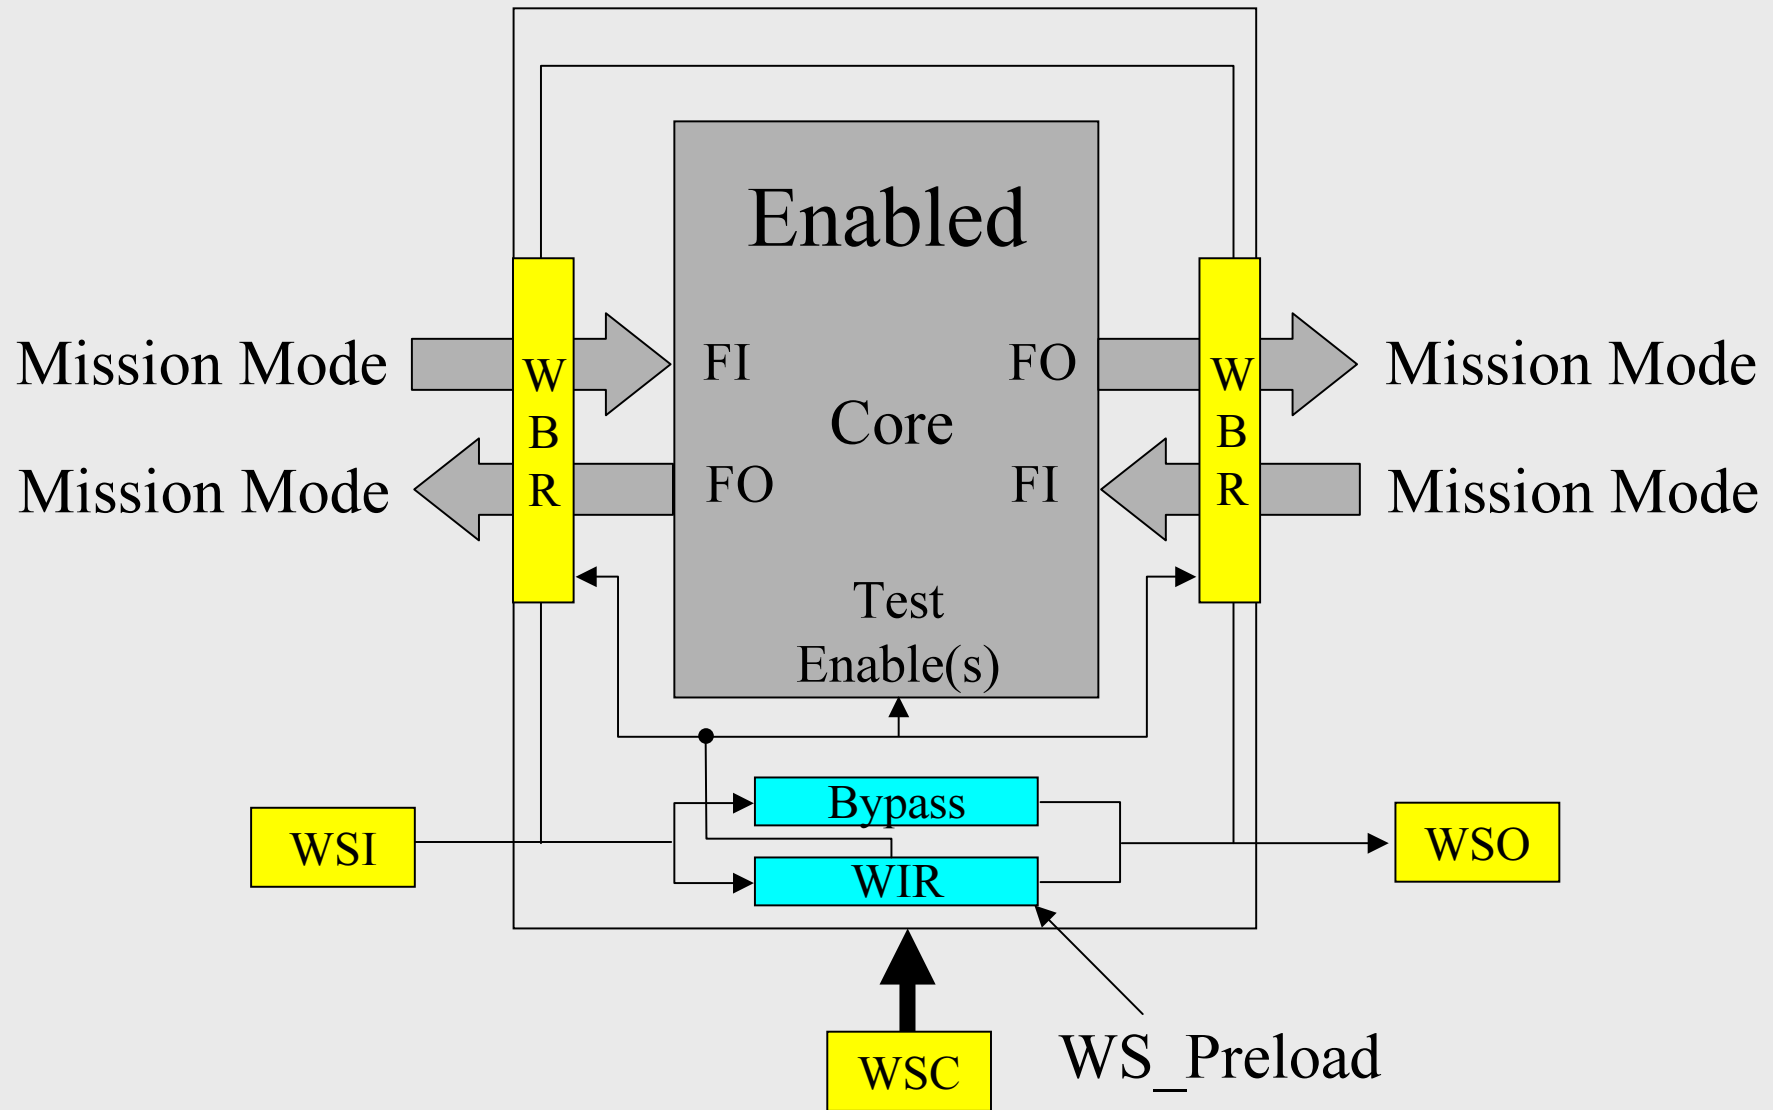 Enabled
Mission Mode
W
B
R
FI
FO
W
B
R
Mission Mode
Core
Mission Mode
FO
FI
Mission Mode
Test
Enable(s)
Bypass
WSI
WIR
WSO
WSC
WS_Preload